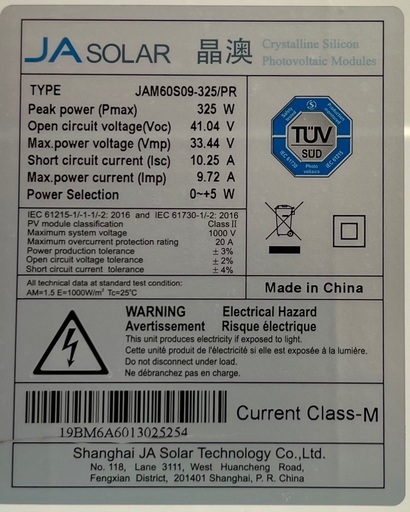 JA SOLAR 晶澳 Crystalline Silicon
Photovoltaic Modules
TYPE JAM60S09-325/PR
Peak power (Pmax) 325 W
Open circuit voltage(Voc) 41.04 V
Max.power voltage (Vmp) 33.44 V
Short circuit current (Isc) 10.25 A
Max.power current (Imp) 9.72 A
Power Selection 0~+5 W
TÜV
SÜD
IEC 61730
IEC 61215
Photo
voltaic
IEC 61215-1/-1-1/-2: 2016 and IEC 61730-1/-2: 2016
PV module classification Class II
Maximum system voltage 1000 V
Maximum overcurrent protection rating 20 A
Power production tolerance ± 3%
Open circuit voltage tolerance ± 2%
Short circuit current tolerance ± 4%
All technical data at standard test condition:
AM=1.5 E=1000W/m² Tc=25°C
Made in China
WARNING Electrical Hazard
Avertissement Risque électrique
This unit produces electricity if exposed to light.
Cette unité produit de l'électricité si elle est exposée à la lumière.
Do not disconnect under load.
Ne débranchez pas en charge.
19BM6A6013025254
Current Class-M
Shanghai JA Solar Technology Co.,Ltd.
No. 118, Lane 3111, West Huancheng Road,
Fengxian District, 201401 Shanghai, P. R. China